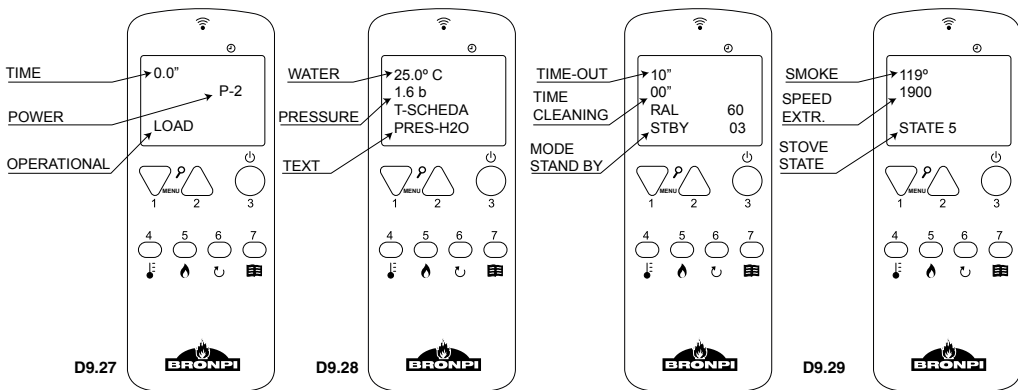 TIME
POWER
OPERATIONAL
0.0”
P-2
LOAD
MENU
1 2 3
4 5 6 7
BRONPI
D9.27
WATER
PRESSURE
TEXT
25.0º C
1.6 b
T-SCHEDA
PRES-H2O
MENU
1 2 3
4 5 6 7
BRONPI
D9.28
TIME-OUT
TIME
CLEANING
MODE
STAND BY
10”
00”
RAL 60
STBY 03
MENU
1 2 3
4 5 6 7
BRONPI
SMOKE
SPEED
EXTR.
STOVE
STATE
119º
1900
STATE 5
MENU
1 2 3
4 5 6 7
BRONPI
D9.29